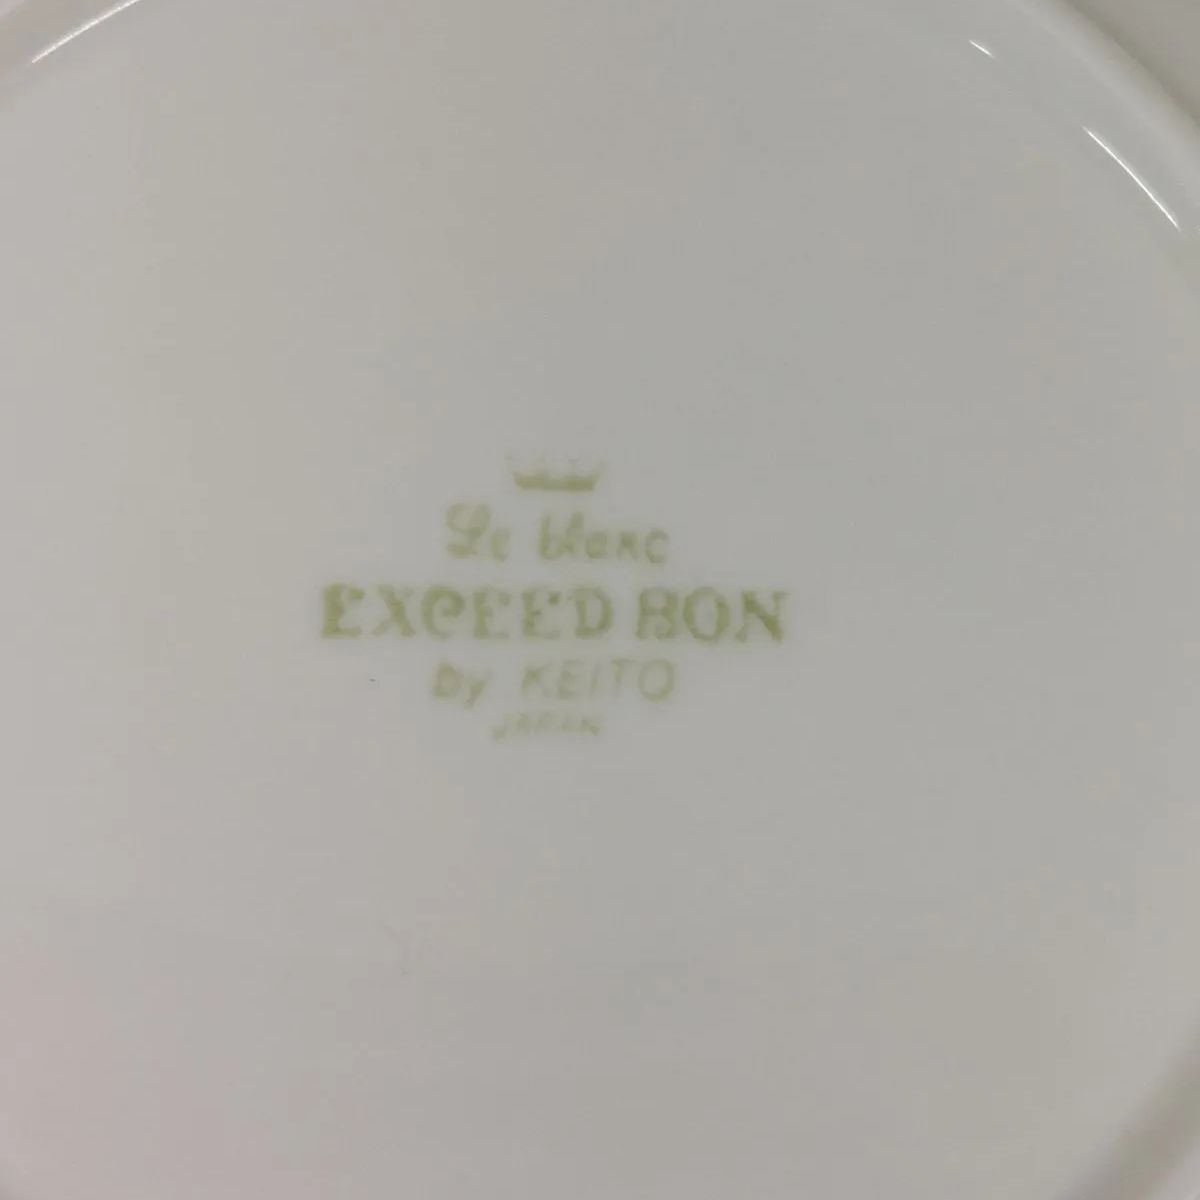 Le blanc
EXCEED BON
by KEITO
JAPAN